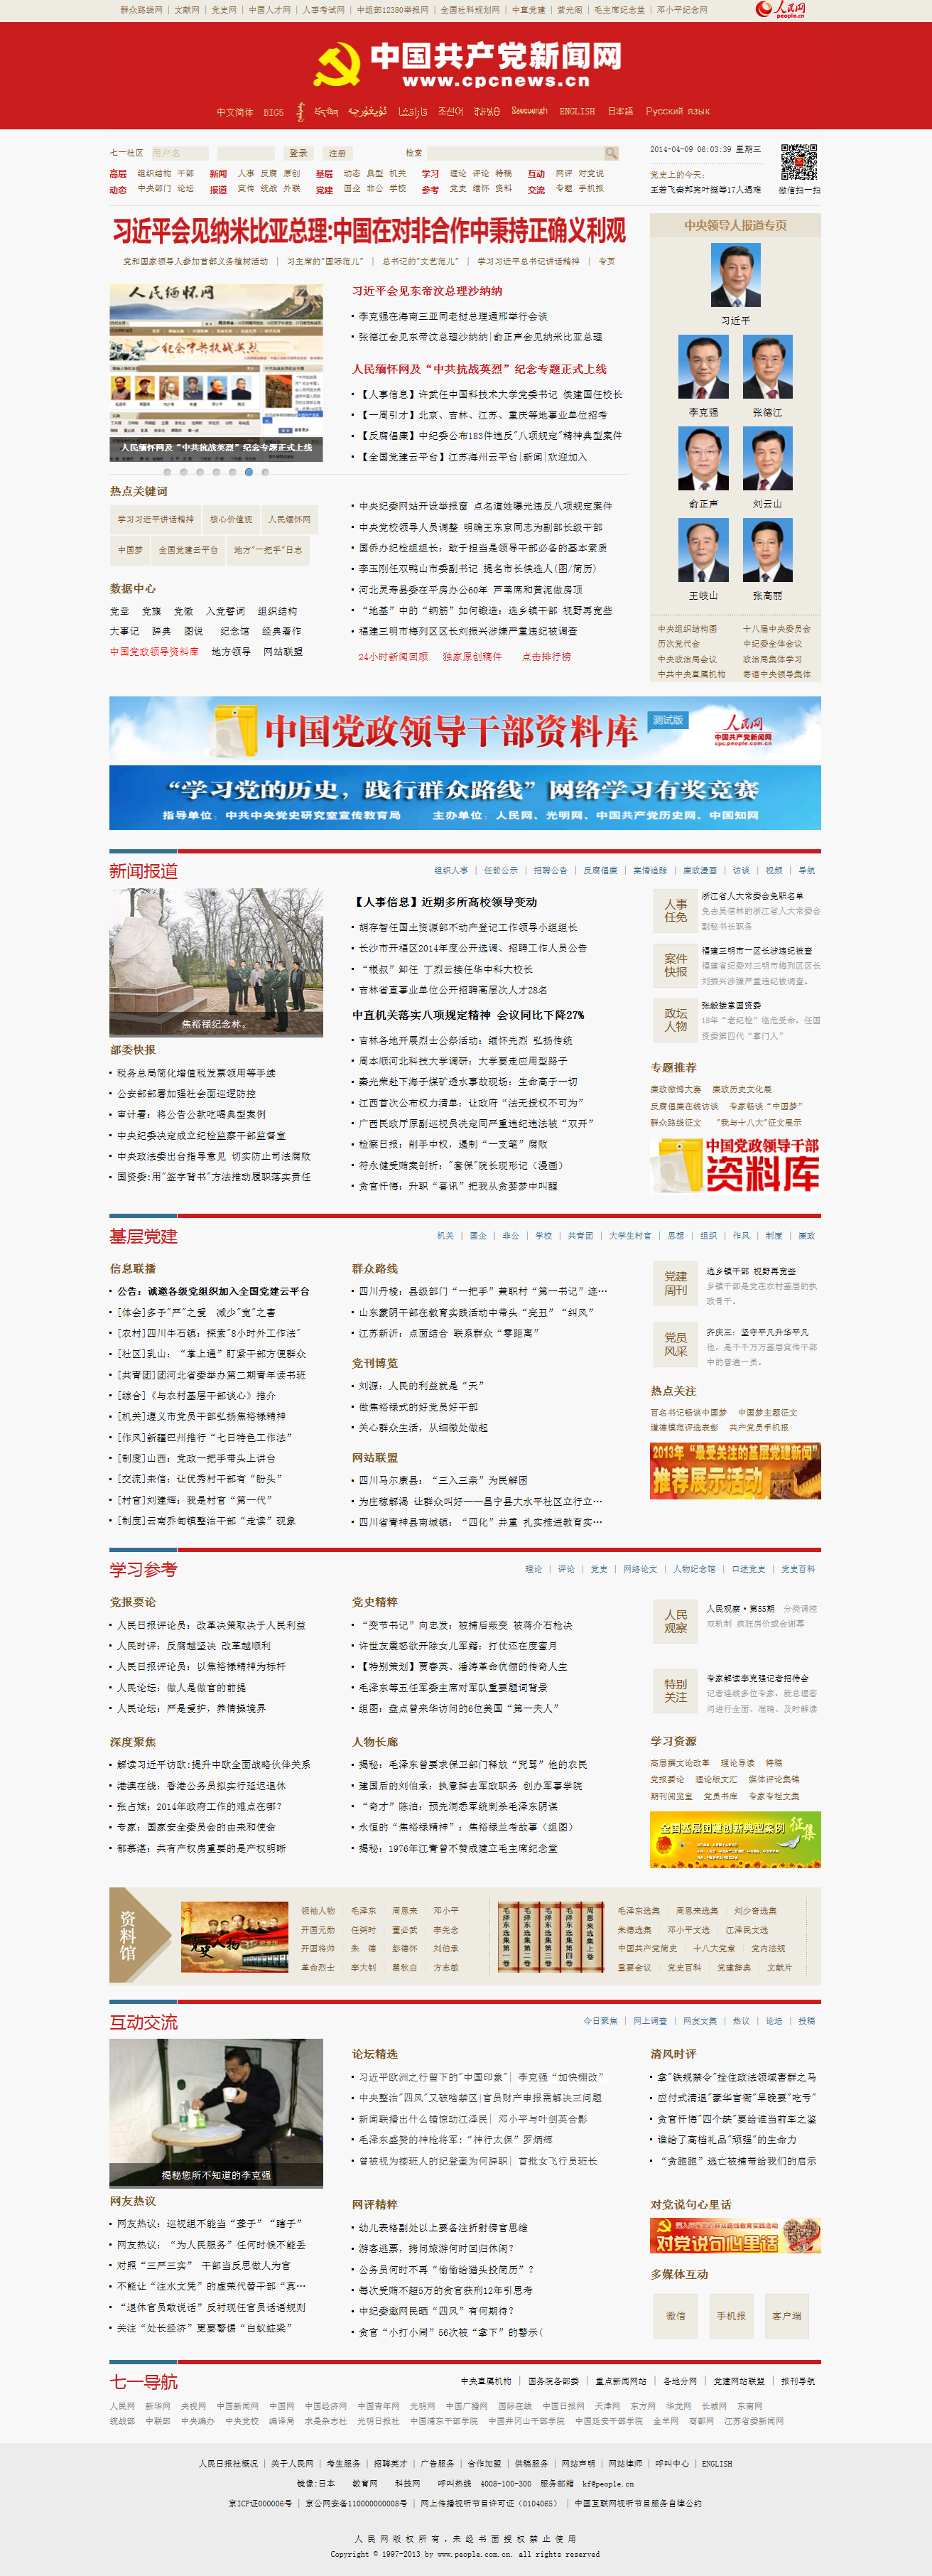 群众路线网 | 文献网 | 党史网 | 中国人才网 | 人事考试网 | 中组部12380举报网 | 全国社科规划网 | 中直党建 | 紫光阁 | 毛主席纪念堂 | 邓小平纪念网
人民网
people.cn
中国共产党新闻网
www.cpcnews.cn
中文简体 BIG5
조선어
Sawcuengh ENGLISH 日本語 Русский язык
七一社区 用户名 登录 注册 检索
2014-04-09 06:03:39 星期三
高层 组织结构 干部 新闻 人事 反腐 原创 基层 动态 典型 机关 学习 理论 评论 特稿 互动 网评 对党说
动态 中央部门 论坛 报道 宣传 统战 外联 党建 国企 非公 学校 参考 党史 缅怀 资料 交流 专题 手机报
党史上的今天:
王若飞秦邦宪叶挺等17人遇难
微信扫一扫
习近平会见纳米比亚总理:中国在对非合作中秉持正确义利观
党和国家领导人参加首都义务植树活动 | 习主席的"国际范儿" | 总书记的"文艺范儿" | 学习习近平总书记讲话精神 | 专页
人民缅怀网
纪念中共抗战英烈
人民缅怀网及“中共抗战英烈”纪念专题正式上线
习近平会见东帝汶总理沙纳纳
李克强在海南三亚同老挝总理通邢举行会谈
张德江会见东帝汶总理沙纳纳|俞正声会见纳米比亚总理
人民缅怀网及“中共抗战英烈”纪念专题正式上线
【人事信息】许武任中国科技大学党委书记 侯建国任校长
【一周引才】北京、吉林、江苏、重庆等地事业单位招考
【反腐倡廉】中纪委公布183件违反"八项规定"精神典型案件
【全国党建云平台】江苏海州云平台|新闻|欢迎加入
中央领导人报道专页
习近平
李克强 张德江
俞正声 刘云山
王岐山 张高丽
中央组织结构图 十八届中央委员会
历次党代会 中纪委全体会议
中央政治局会议 政治局集体学习
中共中央直属机构 寄语中央领导集体
热点关键词
学习习近平讲话精神 核心价值观 人民缅怀网
中国梦 全国党建云平台 地方"一把手"日志
数据中心
党章 党旗 党徽 入党誓词 组织结构
大事记 辞典 图说 纪念馆 经典著作
中国党政领导资料库 地方领导 网站联盟
中央纪委网站开设举报窗 点名道姓曝光违反八项规定案件
中央党校领导人员调整 明确王东京同志为副部长级干部
国侨办纪检组组长：敢于担当是领导干部必备的基本素质
李玉刚任双鸭山市委副书记 提名市长候选人(图/简历)
河北灵寿县委在平房办公60年 芦苇席和黄泥做房顶
“地基”中的“钢筋”如何锻造：选乡镇干部 视野再宽些
福建三明市梅列区区长刘振兴涉嫌严重违纪被调查
24小时新闻回顾 独家原创稿件 点击排行榜
中国党政领导干部资料库 测试版
人民网
中国共产党新闻网
cpc.people.com.cn
“学习党的历史，践行群众路线”网络学习有奖竞赛
指导单位：中共中央党史研究室宣传教育局 主办单位：人民网、光明网、中国共产党历史网、中国知网
新闻报道
组织人事 | 任前公示 | 招聘公告 | 反腐倡廉 | 案情追踪 | 廉政漫画 | 访谈 | 视频 | 导航
焦裕禄纪念林。
部委快报
税务总局简化增值税发票领用等手续
公安部部署加强社会面巡逻防控
审计署：将公告公款吃喝典型案例
中央纪委决定成立纪检监察干部监督室
中央政法委出台指导意见 切实防止司法腐败
国资委:用"签字背书"方法推动履职落实责任
【人事信息】近期多所高校领导变动
胡存智任国土资源部不动产登记工作领导小组组长
长沙市开福区2014年度公开选调、招聘工作人员公告
“根叔”卸任 丁烈云接任华中科大校长
吉林省直事业单位公开招聘高层次人才28名
中直机关落实八项规定精神 会议同比下降27%
吉林各地开展烈士公祭活动：缅怀先烈 弘扬传统
周本顺河北科技大学调研：大学要走应用型路子
秦光荣赴下海子煤矿透水事故现场：生命高于一切
江西首次公布权力清单：让政府“法无授权不可为”
广西民政厅原副巡视员洗定同严重违纪违法被“双开”
检察日报：削手中权，遏制“一支笔”腐败
符永健受贿案剖析："套保"院长现形记（漫画）
贪官忏悔：升职“喜讯”把我从贪婪梦中叫醒
人事任免
浙江省人大常委会免职名单
免去吴信林的浙江省人大常委会副秘书长职务
案件快报
福建三明市一区长涉违纪被查
福建省纪委对三明市梅列区区长刘振兴涉嫌严重违纪被调查。
政坛人物
张毅接掌国资委
18年“老纪检”临危受命，任国资委第四代“掌门人”
专题推荐
廉政微博大赛 廉政历史文化展
反腐倡廉在线访谈 专家畅谈“中国梦”
群众路线征文 "我与十八大"征文展示
中国党政领导干部
资料库
基层党建
机关 | 国企 | 非公 | 学校 | 共青团 | 大学生村官 | 思想 | 组织 | 作风 | 制度 | 廉政
信息联播
公告：诚邀各级党组织加入全国党建云平台
[体会]多予"严"之爱 减少"宽"之害
[农村]四川牛石镇：探索"8小时外工作法"
[社区]乳山：“掌上通”盯紧干部方便群众
[共青团]团河北省委举办第二期青年读书班
[综合]《与农村基层干部谈心》推介
[机关]遵义市党员干部弘扬焦裕禄精神
[作风]新疆巴州推行“七日特色工作法”
[制度]山西：党政一把手带头上讲台
[交流]来信：让优秀村干部有“盼头”
[村官]刘建辉：我是村官“第一代”
[制度]云南乔甸镇整治干部“走读”现象
群众路线
四川丹棱：县级部门“一把手”兼职村“第一书记”连…
山东蒙阴干部在教育实践活动中带头“亮丑”“纠风”
江苏新沂：点面结合 联系群众“零距离”
党刊博览
刘源：人民的利益就是“天”
做焦裕禄式的好党员好干部
关心群众生活，从细微处做起
网站联盟
四川马尔康县：“三入三亲”为民解困
为庄稼解渴 让群众叫好——昌宁县大水平社区立行立…
四川省青神县南城镇：“四化”并重 扎实推进教育实…
党建周刊
选乡镇干部 视野再宽些
乡镇干部是党在农村基层的执政骨干。
党员风采
齐庆三：坚守平凡升华平凡
他，是千千万万基层宣传干部中的普通一员。
热点关注
百名书记畅谈中国梦 中国梦主题征文
道德模范评选表彰 共产党员手机报
2013年“最受关注的基层党建新闻”
推荐展示活动
学习参考
理论 | 评论 | 党史 | 网络论文 | 人物纪念馆 | 口述党史 | 党史百科
党报要论
人民日报评论员：改革决策取决于人民利益
人民时评：反腐越坚决 改革越顺利
人民日报评论员：以焦裕禄精神为标杆
人民论坛：做人是做官的前提
人民论坛：严是爱护，养情操境界
深度聚焦
解读习近平访欧:提升中欧全面战略伙伴关系
港澳在线：香港公务员拟实行延迟退休
张占斌：2014年政府工作的难点在哪?
专家：国家安全委员会的由来和使命
郁慕湛：共有产权房重要的是产权明晰
党史精粹
“变节书记”向忠发：被捕后叛变 被蒋介石枪决
许世友震怒欲开除女儿军籍：打仗还在度蜜月
【特别策划】贾春英、潘涛革命伉俪的传奇人生
毛泽东等五任军委主席对军队重要题词背景
组图：盘点曾来华访问的6位美国“第一夫人”
人物长廊
揭秘：毛泽东曾要求保卫部门释放“咒骂”他的农民
建国后的刘伯承：执意辞去军政职务 创办军事学院
“奇才”陈泊：预先洞悉军统刺杀毛泽东阴谋
永恒的“焦裕禄精神”：焦裕禄兰考故事（组图）
揭秘：1976年江青曾不赞成建立毛主席纪念堂
人民观察
人民观察·第55期 分类调控双轨制 疯狂房价或会谢幕
特别关注
专家解读李克强记者招待会
记者连线多位专家，就总理答问进行全面、准确、及时解读
学习资源
高层撰文论改革 理论导读 特稿
党报要论 理论版文汇 媒体评论集锦
期刊阅览室 党员书库 专家专栏文集
全国基层团建创新典型案例 征集
资料馆
党史人物
领袖人物 毛泽东 周恩来 邓小平
开国元勋 任弼时 董必武 李先念
开国将帅 朱 德 彭德怀 刘伯承
革命烈士 李大钊 瞿秋白 方志敏
毛泽东选集第一卷
毛泽东选集第二卷
毛泽东选集第三卷
毛泽东选集第四卷
周恩来选集上卷
毛泽东选集 周恩来选集 刘少奇选集
朱德选集 邓小平文选 江泽民文选
中国共产党简史 十八大党章 党内法规
重要会议 党史百科 党建辞典 文献片
互动交流
今日聚焦 | 网上调查 | 网友文集 | 热议 | 论坛 | 投稿
揭秘您所不知道的李克强
网友热议
网友热议：巡视组不能当“聋子”“瞎子”
网友热议：“为人民服务”任何时候不能丢
对照“三严三实” 干部当反思做人为官
不能让“注水文凭”的虚荣代替干部“真…
“退休官员敢说话”反衬现任官员话语规则
关注“处长经济”更要警惕“白蚁蛀梁”
论坛精选
习近平欧洲之行留下的"中国印象"| 李克强“加快棚改”
中央整治"四风"又破啥禁区|官员财产申报需解决三问题
新闻联播出什么错惊动江泽民| 邓小平与叶剑英合影
毛泽东盛赞的神枪将军:“神行太保”罗炳辉
曾被视为接班人的纪登奎为何辞职| 首批女飞行员班长
网评精粹
幼儿表格副处以上要备注折射傍官思维
游客逃票，拷问旅游何时回归休闲?
公务员何时不再“偷偷给猎头投简历”?
每次受贿不超5万的贪官获刑12年引思考
中纪委邀网民晒“四风”有何期待?
贪官“小打小闹”56次被“拿下”的警示(
清风时评
拿"铁规禁令"拴住政法领域害群之马
应付式清退"豪华官衙"早晚要"吃亏"
贪官忏悔"四个缺"要给谁当前车之鉴
谁给了高档礼品"顽强"的生命力
“贪跑跑”逃亡被捕带给我们的启示
对党说句心里话
对党说句心里话
多媒体互动
微信 手机报 客户端
七一导航
中央直属机构 | 国务院各部委 | 重点新闻网站 | 各地分网 | 党建网站联盟 | 报刊导航
人民网 新华网 央视网 中国新闻网 中国网 中国经济网 中国青年网 光明网 中国广播网 国际在线 中国日报网 天津网 东方网 华龙网 长城网 东南网
统战部 中联部 中央编办 中央党校 编译局 求是杂志社 光明日报社 中国浦东干部学院 中国井冈山干部学院 中国延安干部学院 金羊网 南都网 江苏省委新闻网
人民日报社概况 | 关于人民网 | 考生服务 | 招聘英才 | 广告服务 | 合作加盟 | 供稿服务 | 网站声明 | 网站律师 | 呼叫中心 | ENGLISH
镜像:日本 教育网 科技网 呼叫热线 4008-100-300 服务邮箱 kf@people.cn
京ICP证000006号 | 京公网安备110000000008号 | 网上传播视听节目许可证（0104065） | 中国互联网视听节目服务自律公约
人 民 网 版 权 所 有 ，未 经 书 面 授 权 禁 止 使 用
Copyright © 1997-2013 by www.people.com.cn. all rights reserved